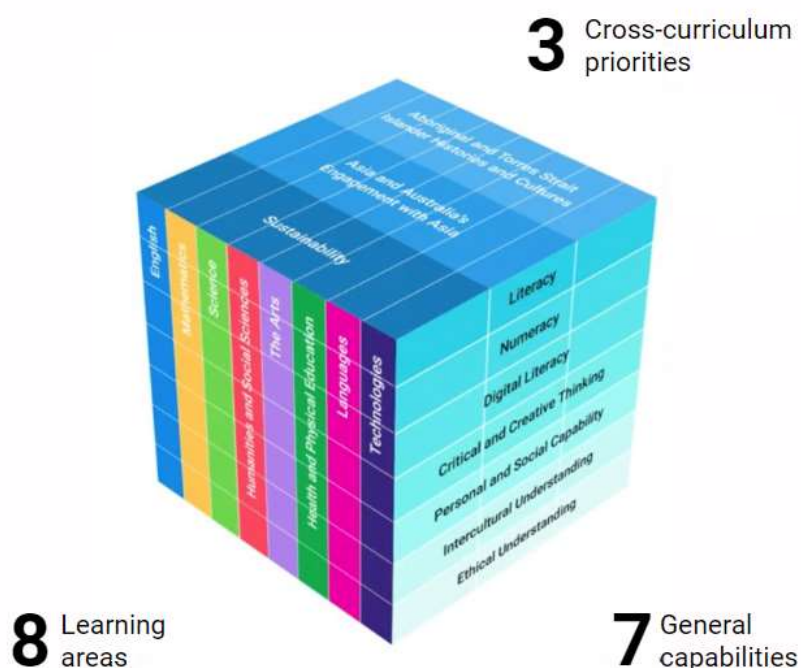 3 Cross-curriculum
priorities
Aboriginal and Torres Strait
Islander Histories and Cultures
Asia and Australia's
Engagement with Asia
Sustainability
English
Mathematics
Science
Humanities and Social Sciences
The Arts
Health and Physical Education
Languages
Technologies
Literacy
Numeracy
Digital Literacy
Critical and Creative Thinking
Personal and Social Capability
Intercultural Understanding
Ethical Understanding
8 Learning
areas
7 General
capabilities